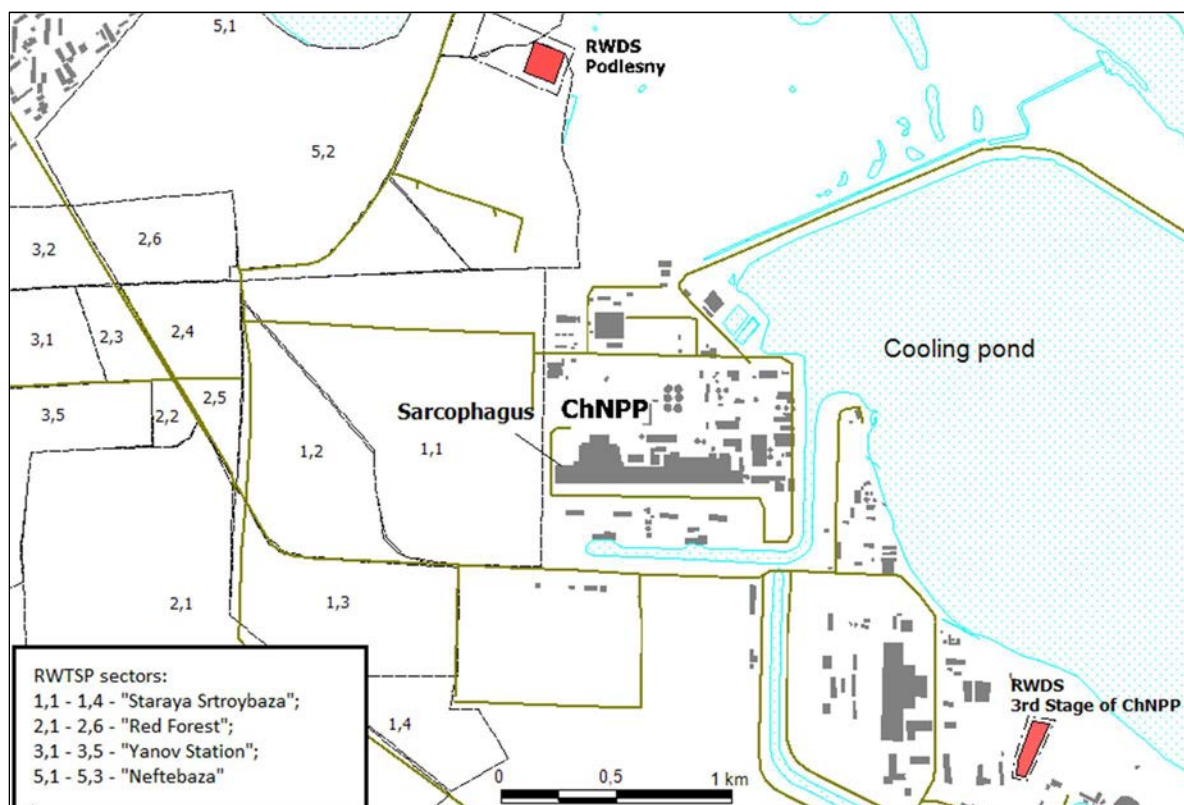 5,1
RWDS
Podlesny
5,2
3,2
2,6
3,1
2,3
2,4
Cooling pond
3,5
2,2
2,5
Sarcophagus
ChNPP
1,2
1,1
2,1
1,3
RWTSP sectors:
1,1 - 1,4 - "Staraya Srtroybaza";
2,1 - 2,6 - "Red Forest";
3,1 - 3,5 - "Yanov Station";
5,1 - 5,3 - "Neftebaza"
1,4
RWDS
3rd Stage of ChNPP
0 0,5 1 km